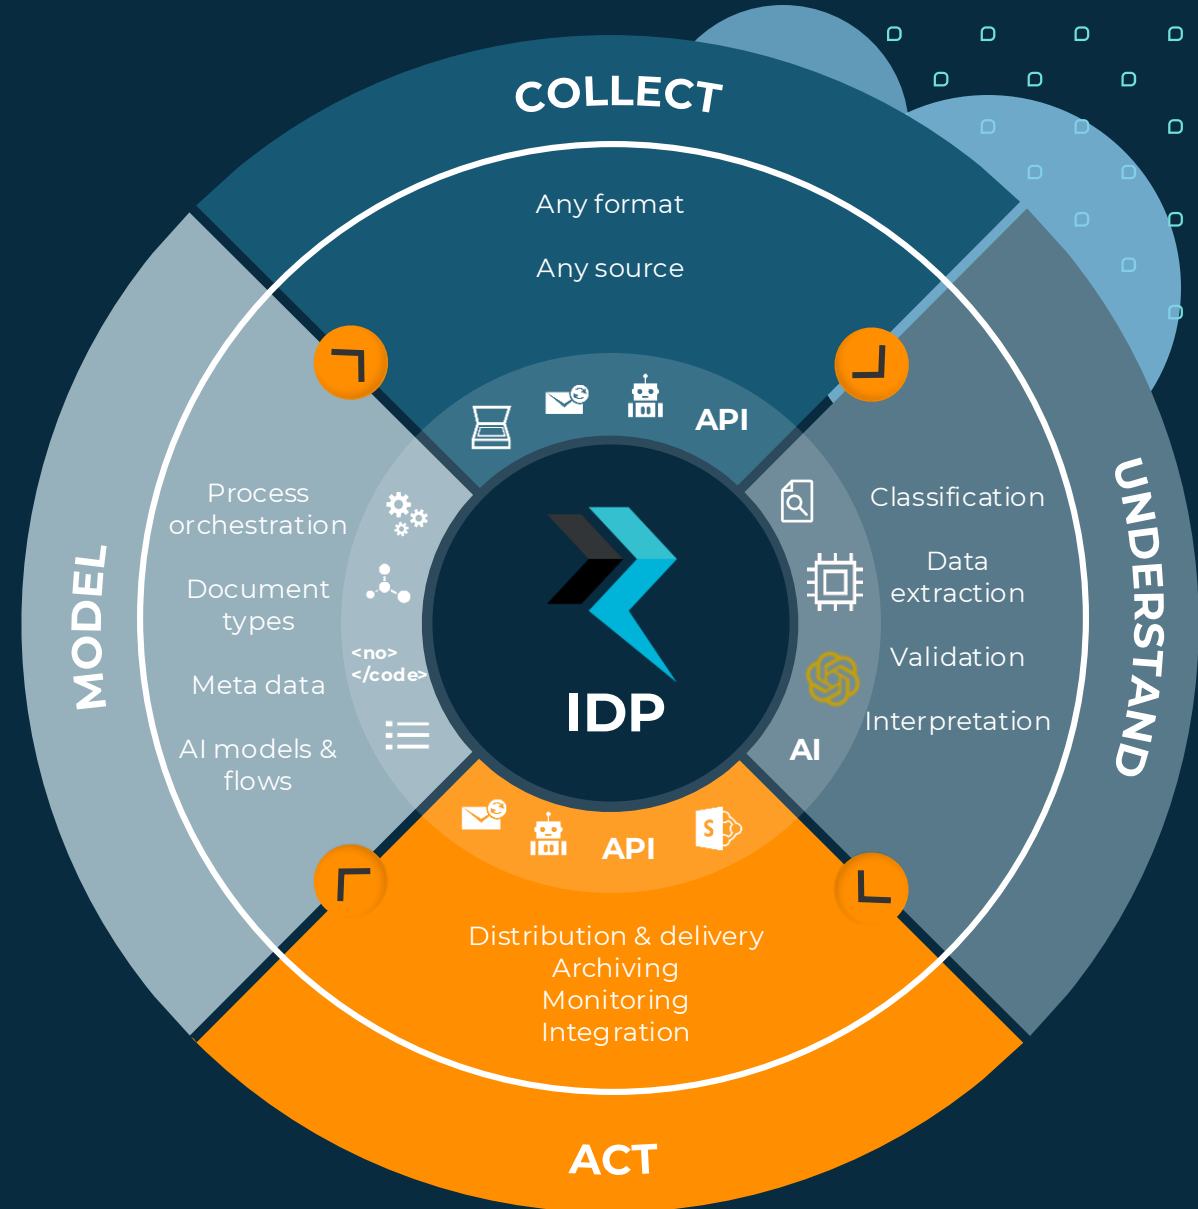 COLLECT
Any format
Any source
API
UNDERSTAND
Classification
Data
extraction
Validation
Interpretation
AI
ACT
API
S
Distribution & delivery
Archiving
Monitoring
Integration
MODEL
Process
orchestration
Document
types
Meta data
AI models &
flows
<no>
</code>
IDP